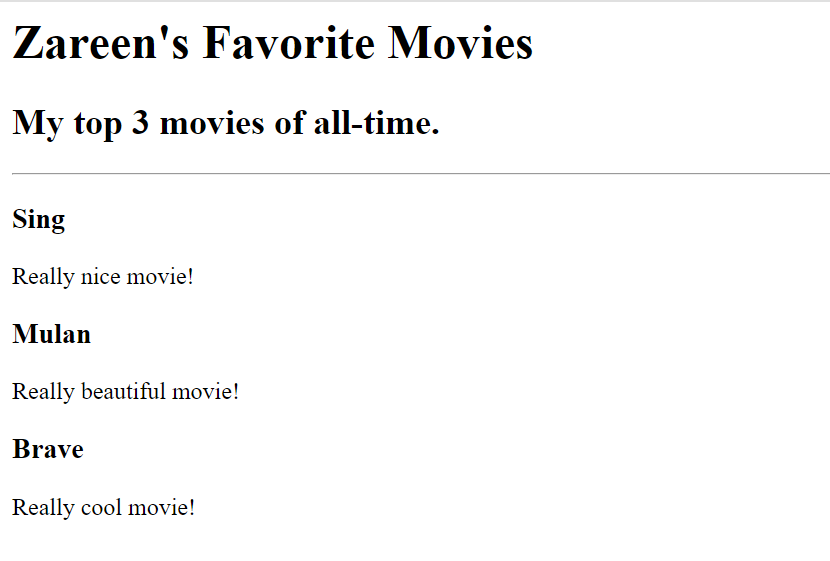 Zareen's Favorite Movies
My top 3 movies of all-time.
Sing
Really nice movie!
Mulan
Really beautiful movie!
Brave
Really cool movie!